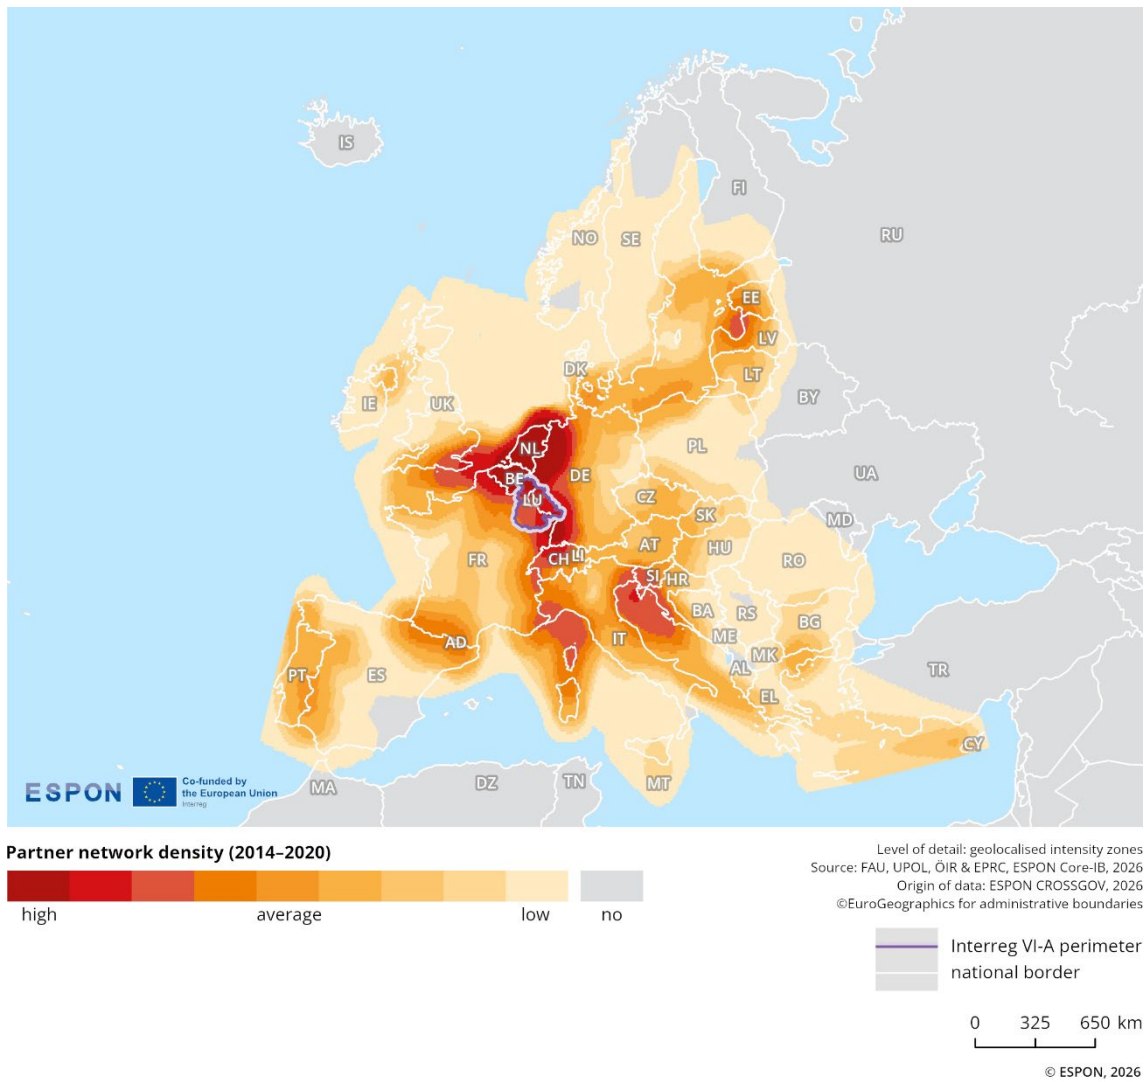 IS
FI
NO
SE
RU
EE
LV
DK
LT
BY
IE
UK
NL
PL
BE
DE
UA
LU
CZ
SK
MD
AT
HU
FR
CH
LI
RO
SI
HR
BA
RS
BG
IT
ME
AD
MK
AL
PT
ES
TR
EL
CY
MA
DZ
TN
MT
ESPON
Co-funded by
the European Union
Interreg
Partner network density (2014–2020)
high average low no
Level of detail: geolocalised intensity zones
Source: FAU, UPOL, ÖIR & EPRC, ESPON Core-IB, 2026
Origin of data: ESPON CROSSGOV, 2026
©EuroGeographics for administrative boundaries
Interreg VI-A perimeter
national border
0 325 650 km
© ESPON, 2026